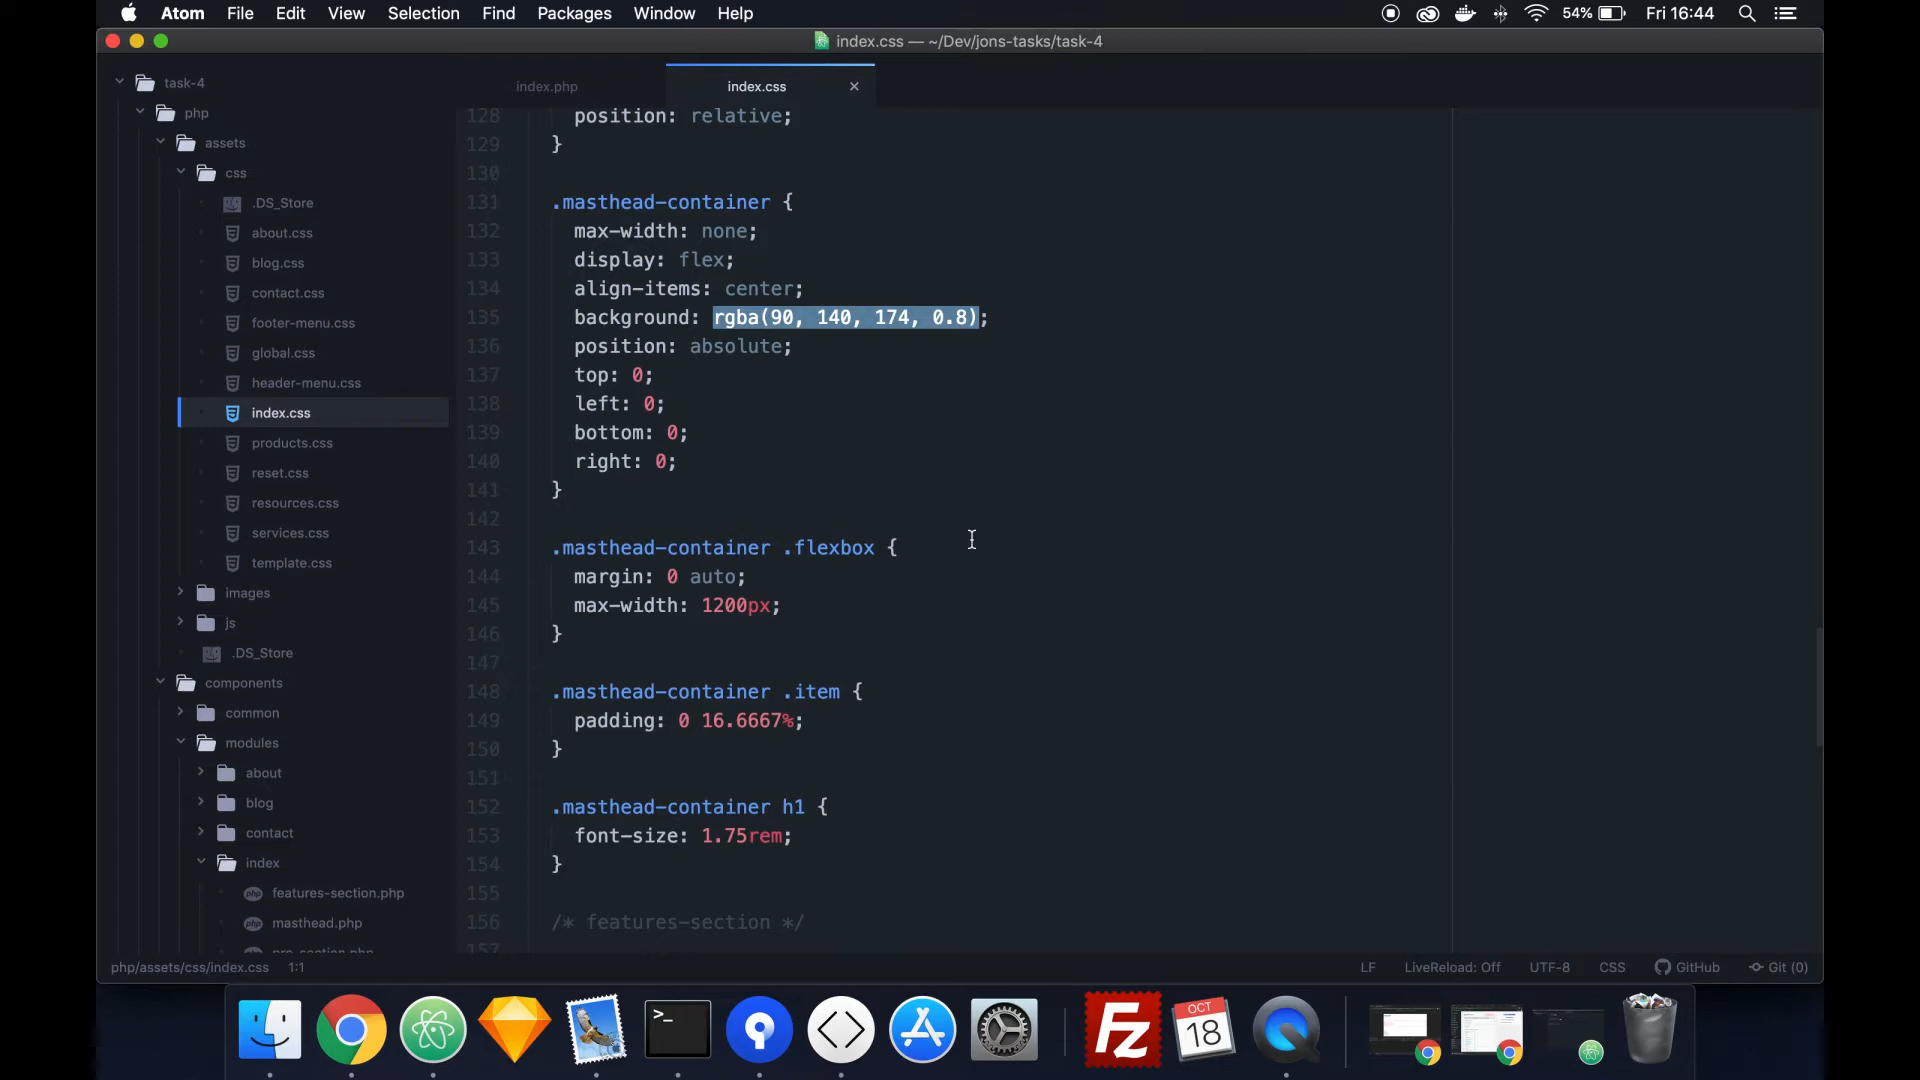 Atom File Edit View Selection Find Packages Window Help 54% Fri 16:44
index.css — ~/Dev/jons-tasks/task-4
task-4
php
assets
css
.DS_Store
about.css
blog.css
contact.css
footer-menu.css
global.css
header-menu.css
index.css
products.css
reset.css
resources.css
services.css
template.css
images
js
.DS_Store
components
common
modules
about
blog
contact
index
features-section.php
masthead.php
index.php index.css
128 position: relative;
129 }
130
131 .masthead-container {
132 max-width: none;
133 display: flex;
134 align-items: center;
135 background: rgba(90, 140, 174, 0.8);
136 position: absolute;
137 top: 0;
138 left: 0;
139 bottom: 0;
140 right: 0;
141 }
142
143 .masthead-container .flexbox {
144 margin: 0 auto;
145 max-width: 1200px;
146 }
147
148 .masthead-container .item {
149 padding: 0 16.6667%;
150 }
151
152 .masthead-container h1 {
153 font-size: 1.75rem;
154 }
155
156 /* features-section */
157
php/assets/css/index.css 1:1 LF LiveReload: Off UTF-8 CSS GitHub Git (0)
>_
Fz
OCT
18